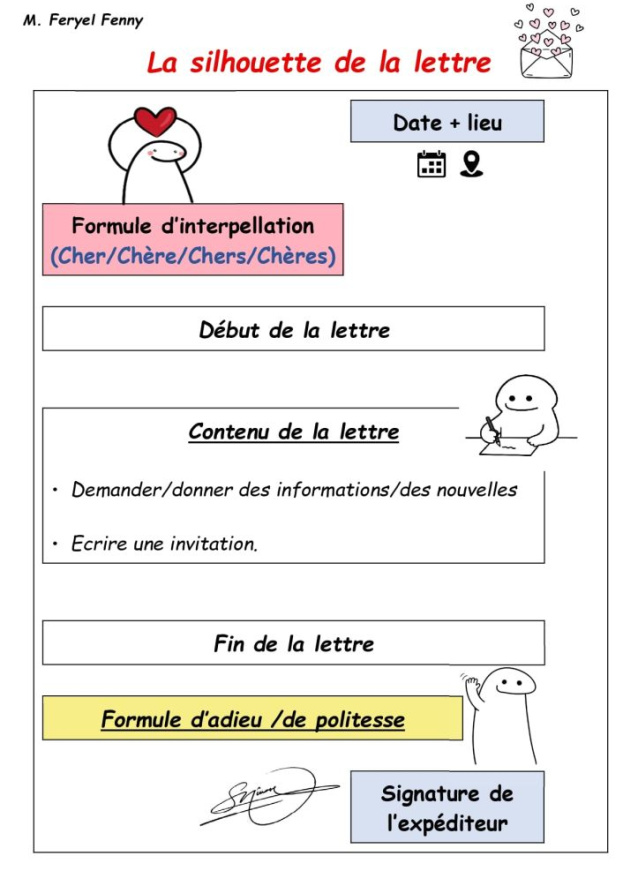 M. Feryel Fenny
La silhouette de la lettre
Date + lieu
Formule d'interpellation
(Cher/Chère/Chers/Chères)
Début de la lettre
Contenu de la lettre
• Demander/donner des informations/des nouvelles
• Ecrire une invitation.
Fin de la lettre
Formule d'adieu /de politesse
Signature de
l'expéditeur